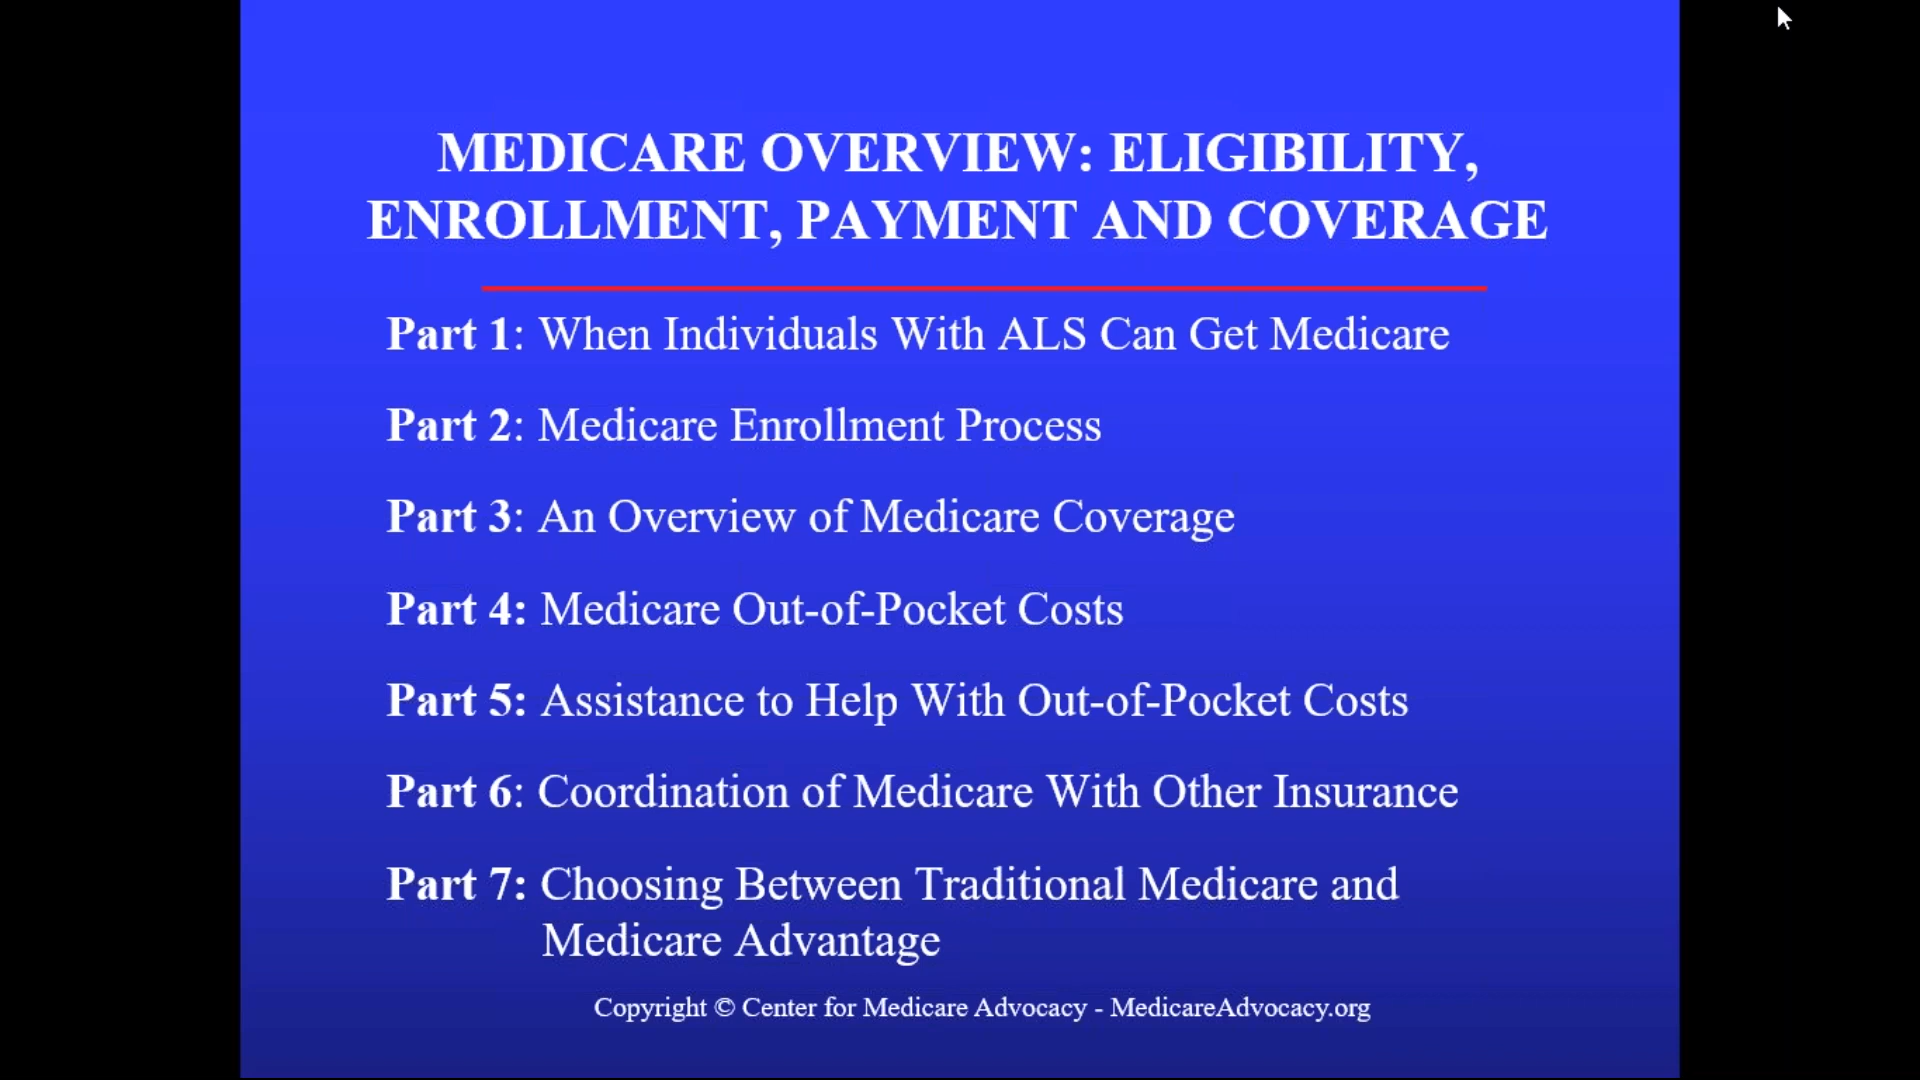 MEDICARE OVERVIEW: ELIGIBILITY,
ENROLLMENT, PAYMENT AND COVERAGE
Part 1: When Individuals With ALS Can Get Medicare
Part 2: Medicare Enrollment Process
Part 3: An Overview of Medicare Coverage
Part 4: Medicare Out-of-Pocket Costs
Part 5: Assistance to Help With Out-of-Pocket Costs
Part 6: Coordination of Medicare With Other Insurance
Part 7: Choosing Between Traditional Medicare and
Medicare Advantage
Copyright © Center for Medicare Advocacy - MedicareAdvocacy.org